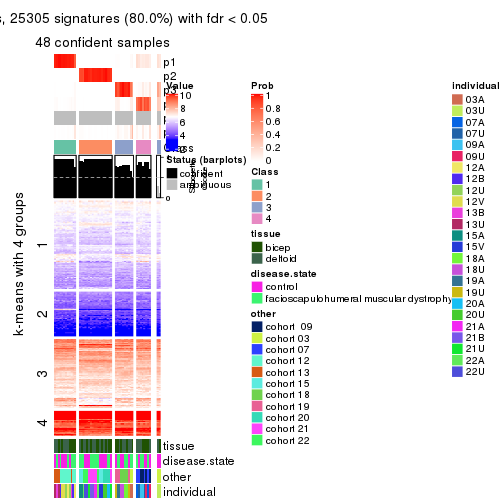 s, 25305 signatures (80.0%) with fdr < 0.05
48 confident samples
p1
p2
k-means with 4 groups
1
2
3
4
tissue
disease.state
other
individual
Value
10
8
6
4
Status (barplots)
confident
ambiguous
0
Prob
1
0.8
0.6
0.4
0.2
0
Class
1
2
3
4
tissue
bicep
deltoid
disease.state
control
facioscapulohumeral muscular dystrophy
other
cohort 09
cohort 03
cohort 07
cohort 12
cohort 13
cohort 15
cohort 18
cohort 19
cohort 20
cohort 21
cohort 22
individual
03A
03U
07A
07U
09A
09U
12A
12B
12U
12V
13B
13U
15A
15V
18A
18U
19A
19U
20A
20U
21A
21B
21U
22A
22U